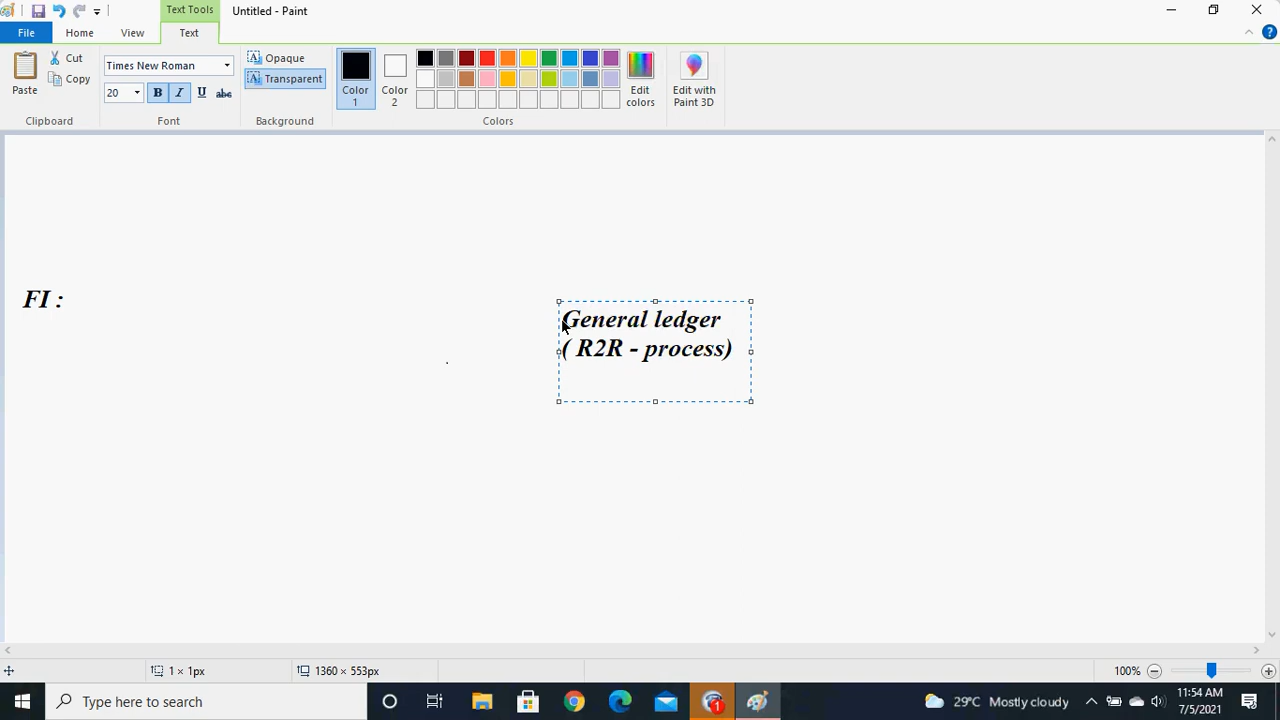 Text Tools
Untitled - Paint
File
Home
View
Text
Paste
Cut
Copy
Clipboard
Times New Roman
20
B
I
U
abc
Font
Opaque
Transparent
Background
Color
1
Color
2
Edit
colors
Colors
Edit with
Paint 3D
FI :
General ledger
( R2R - process)
1 × 1px
1360 × 553px
100%
Type here to search
1
29°C Mostly cloudy
11:54 AM
7/5/2021